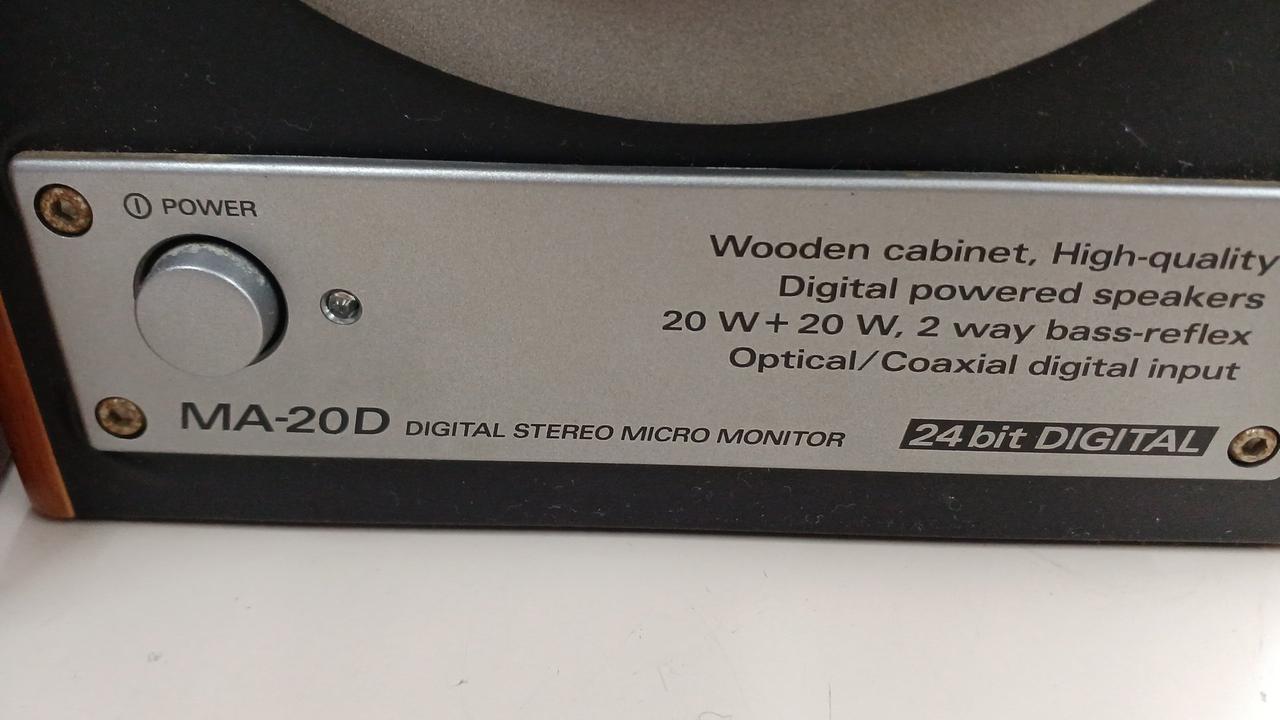 POWER
Wooden cabinet, High-quality
Digital powered speakers
20 W+20 W, 2 way bass-reflex
Optical/Coaxial digital input
MA-20D DIGITAL STEREO MICRO MONITOR
24 bit DIGITAL